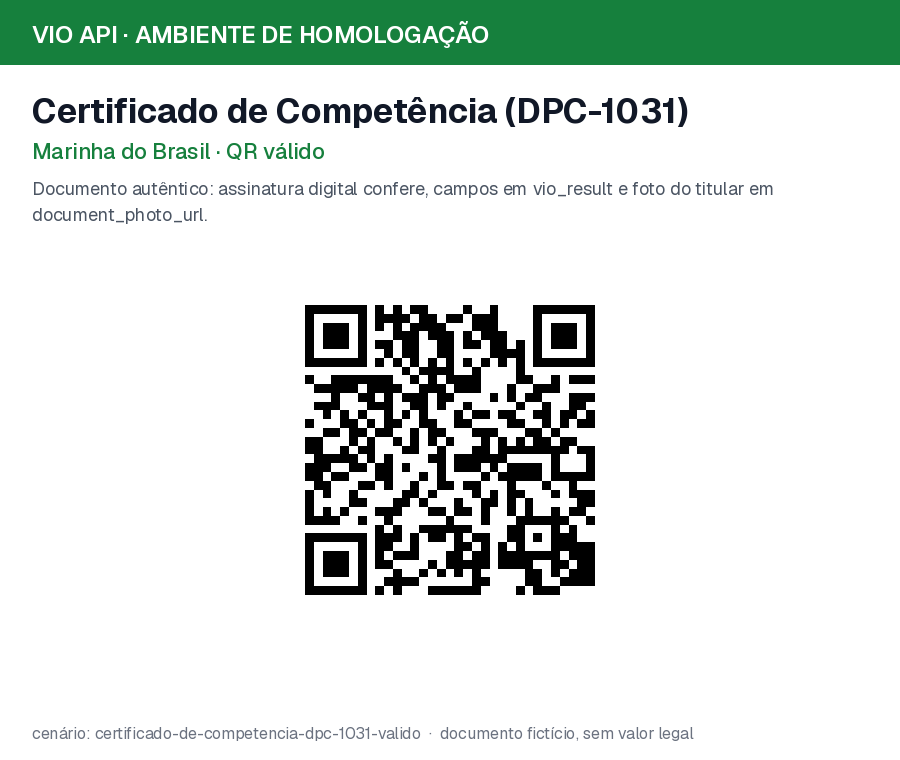 VIO API · AMBIENTE DE HOMOLOGAÇÃO
Certificado de Competência (DPC-1031)
Marinha do Brasil · QR válido
Documento autêntico: assinatura digital confere, campos em vio_result e foto do titular em
document_photo_url.
cenário: certificado-de-competencia-dpc-1031-valido · documento fictício, sem valor legal